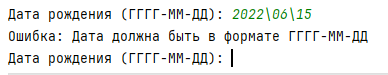 Дата рождения (ГГГГ-ММ-ДД): 2022\06\15
Ошибка: Дата должна быть в формате ГГГГ-ММ-ДД
Дата рождения (ГГГГ-ММ-ДД):